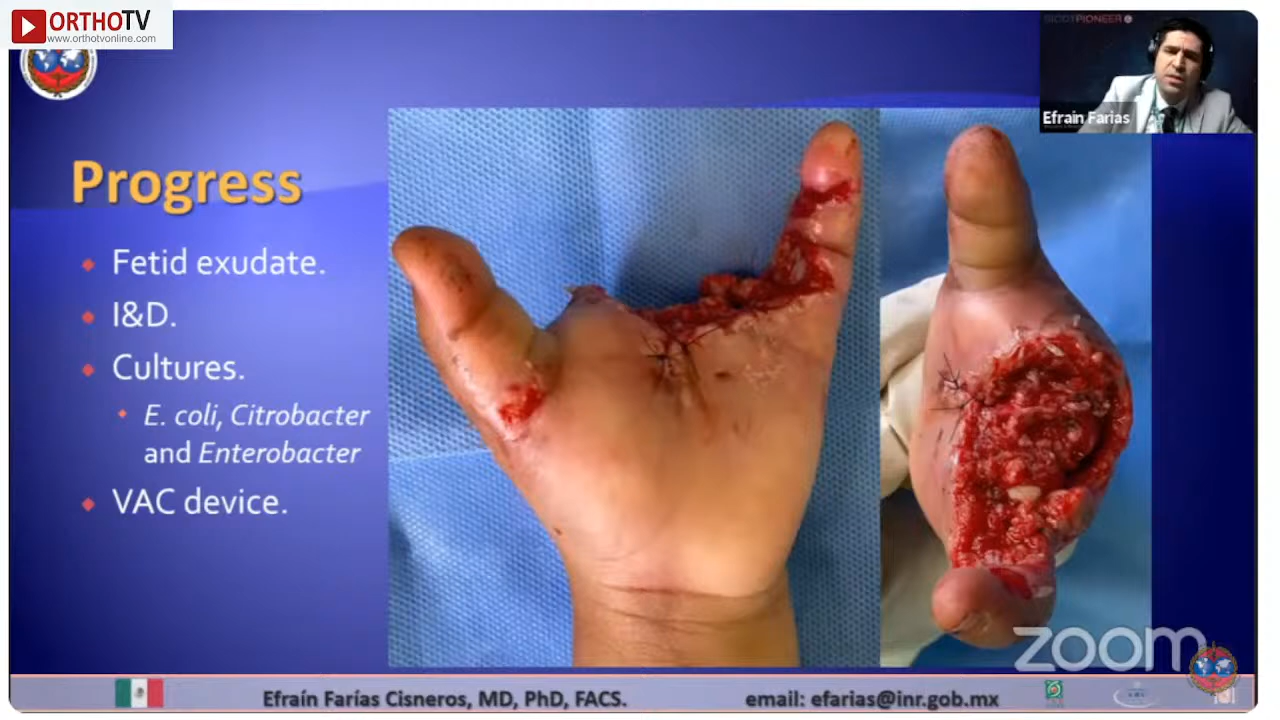 ORTHOTV
www.orthotvonline.com
Efrain Farias
Progress
Fetid exudate.
I&D.
Cultures.
E. coli, Citrobacter
and Enterobacter
VAC device.
zoom
Efraín Farías Cisneros, MD, PhD, FACS.
email: efarias@inr.gob.mx